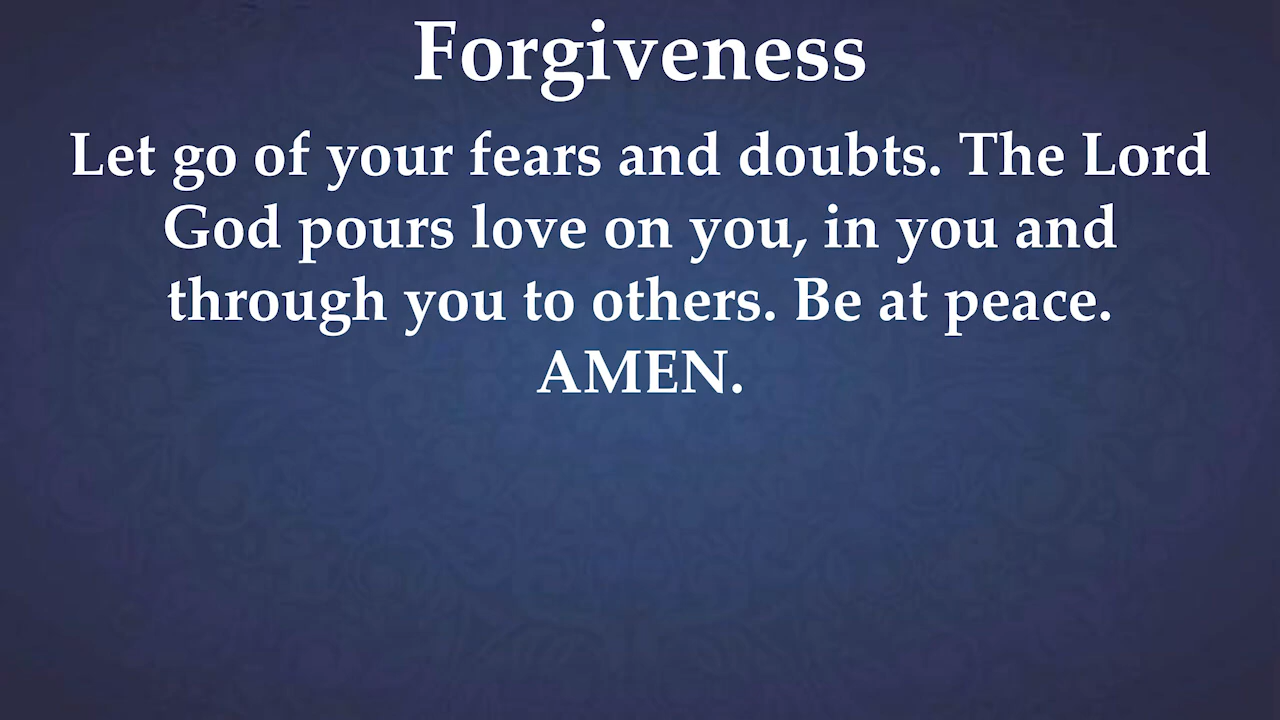 Forgiveness
Let go of your fears and doubts. The Lord
God pours love on you, in you and
through you to others. Be at peace.
AMEN.